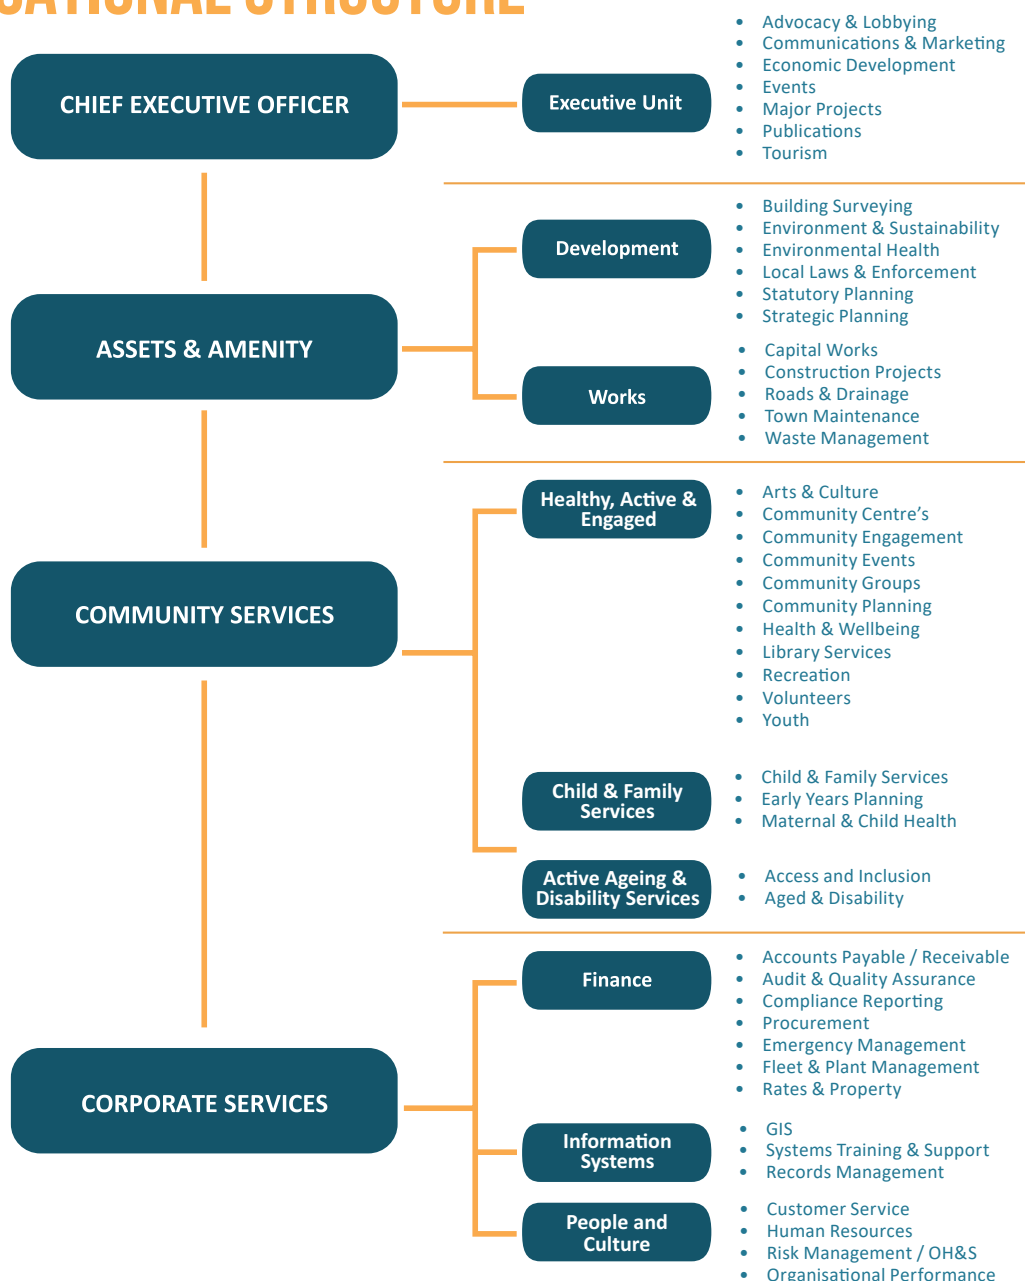 CHIEF EXECUTIVE OFFICER
Executive Unit
• Advocacy & Lobbying
• Communications & Marketing
• Economic Development
• Events
• Major Projects
• Publications
• Tourism
ASSETS & AMENITY
Development
• Building Surveying
• Environment & Sustainability
• Environmental Health
• Local Laws & Enforcement
• Statutory Planning
• Strategic Planning
Works
• Capital Works
• Construction Projects
• Roads & Drainage
• Town Maintenance
• Waste Management
COMMUNITY SERVICES
Healthy, Active &
Engaged
• Arts & Culture
• Community Centre's
• Community Engagement
• Community Events
• Community Groups
• Community Planning
• Health & Wellbeing
• Library Services
• Recreation
• Volunteers
• Youth
Child & Family
Services
• Child & Family Services
• Early Years Planning
• Maternal & Child Health
Active Ageing &
Disability Services
• Access and Inclusion
• Aged & Disability
CORPORATE SERVICES
Finance
• Accounts Payable / Receivable
• Audit & Quality Assurance
• Compliance Reporting
• Procurement
• Emergency Management
• Fleet & Plant Management
• Rates & Property
Information
Systems
• GIS
• Systems Training & Support
• Records Management
People and
Culture
• Customer Service
• Human Resources
• Risk Management / OH&S
• Organisational Performance